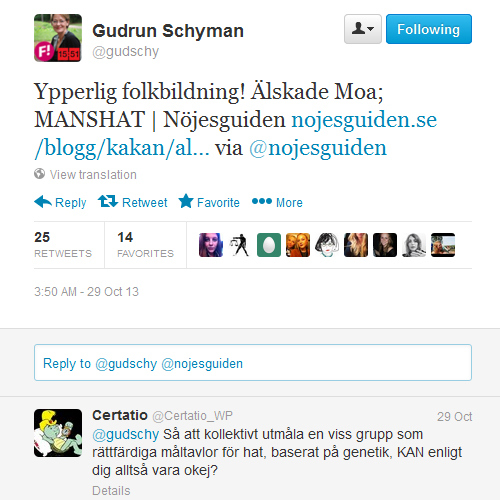 Gudrun Schyman
@gudschy
Following
F!
Ypperlig folkbildning! Älskade Moa;
MANSHAT | Nöjesguiden nojesguiden.se
/blogg/kakan/al... via @nojesguiden
View translation
Reply Retweet Favorite More
25 14
RETWEETS FAVORITES
3:50 AM - 29 Oct 13
Reply to @gudschy @nojesguiden
Certatio @Certatio_WP 29 Oct
@gudschy Så att kollektivt utmåla en viss grupp som
rättfärdiga måltavlor för hat, baserat på genetik, KAN enligt
dig alltså vara okej?
Details